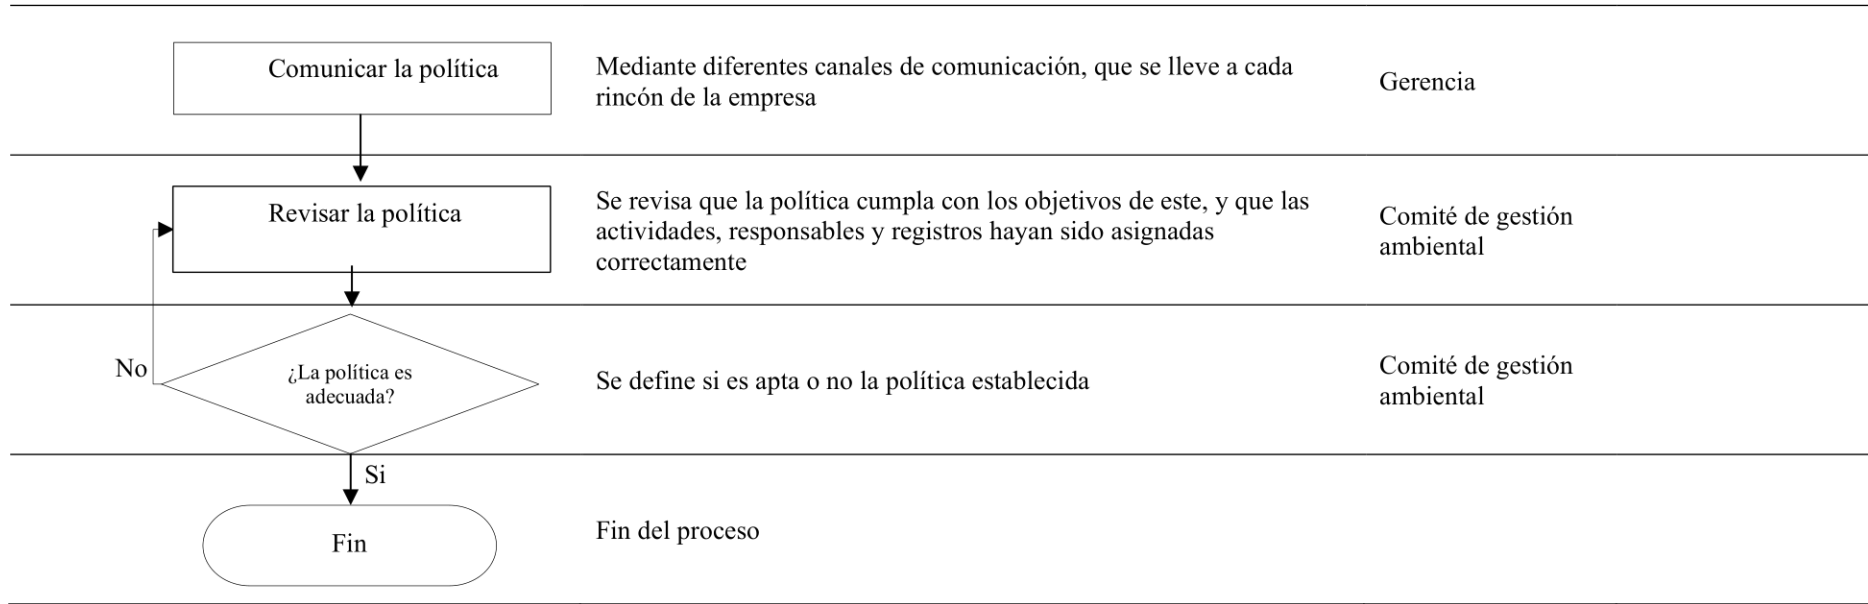 Comunicar la política
Mediante diferentes canales de comunicación, que se lleve a cada
rincón de la empresa
Gerencia
Revisar la política
Se revisa que la política cumpla con los objetivos de este, y que las
actividades, responsables y registros hayan sido asignadas
correctamente
Comité de gestión
ambiental
No
¿La política es
adecuada?
Se define si es apta o no la política establecida
Comité de gestión
ambiental
Si
Fin
Fin del proceso